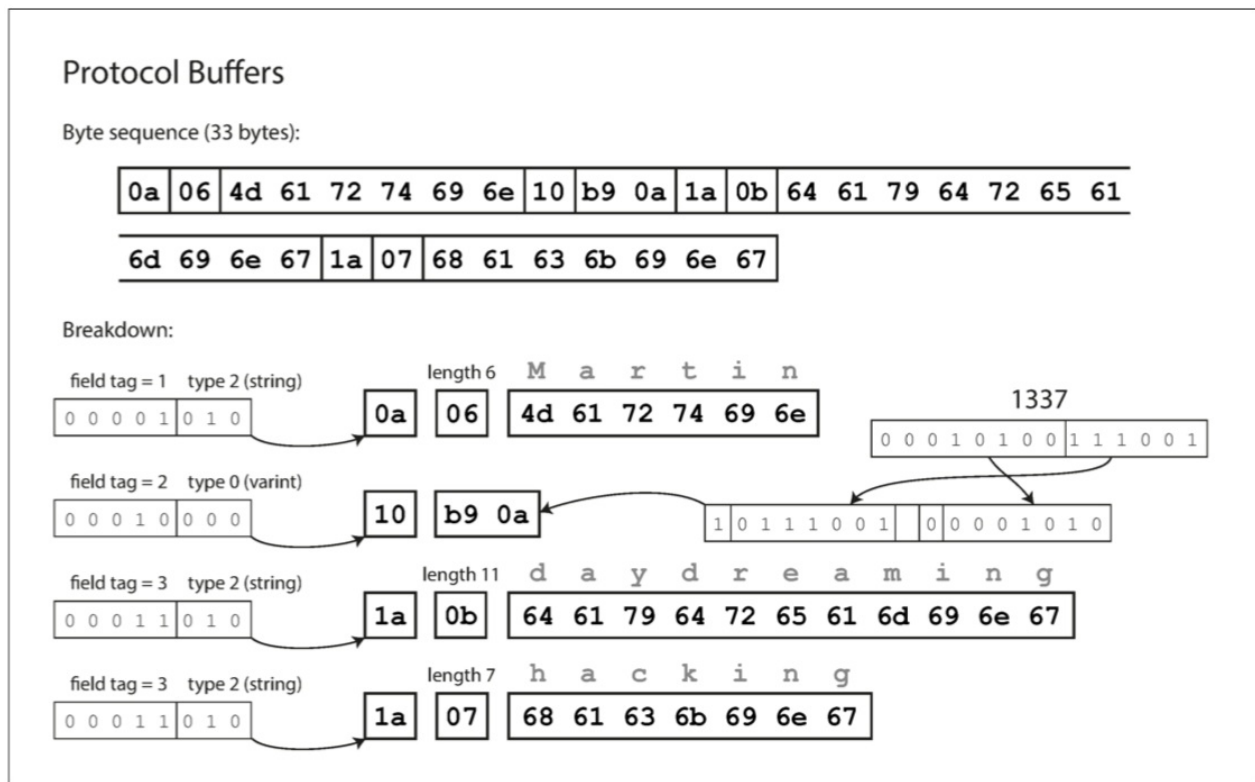 Protocol Buffers
Byte sequence (33 bytes):
0a 06 4d 61 72 74 69 6e 10 b9 0a 1a 0b 64 61 79 64 72 65 61
6d 69 6e 67 1a 07 68 61 63 6b 69 6e 67
Breakdown:
field tag = 1 type 2 (string) length 6 M a r t i n
0 0 0 0 1 0 1 0 0a 06 4d 61 72 74 69 6e
1337
0 0 0 1 0 1 0 0 1 1 1 0 0 1
field tag = 2 type 0 (varint)
0 0 0 1 0 0 0 0 10 b9 0a 1 0 1 1 1 0 0 1 0 0 0 0 1 0 1 0
field tag = 3 type 2 (string) length 11 d a y d r e a m i n g
0 0 0 1 1 0 1 0 1a 0b 64 61 79 64 72 65 61 6d 69 6e 67
field tag = 3 type 2 (string) length 7 h a c k i n g
0 0 0 1 1 0 1 0 1a 07 68 61 63 6b 69 6e 67